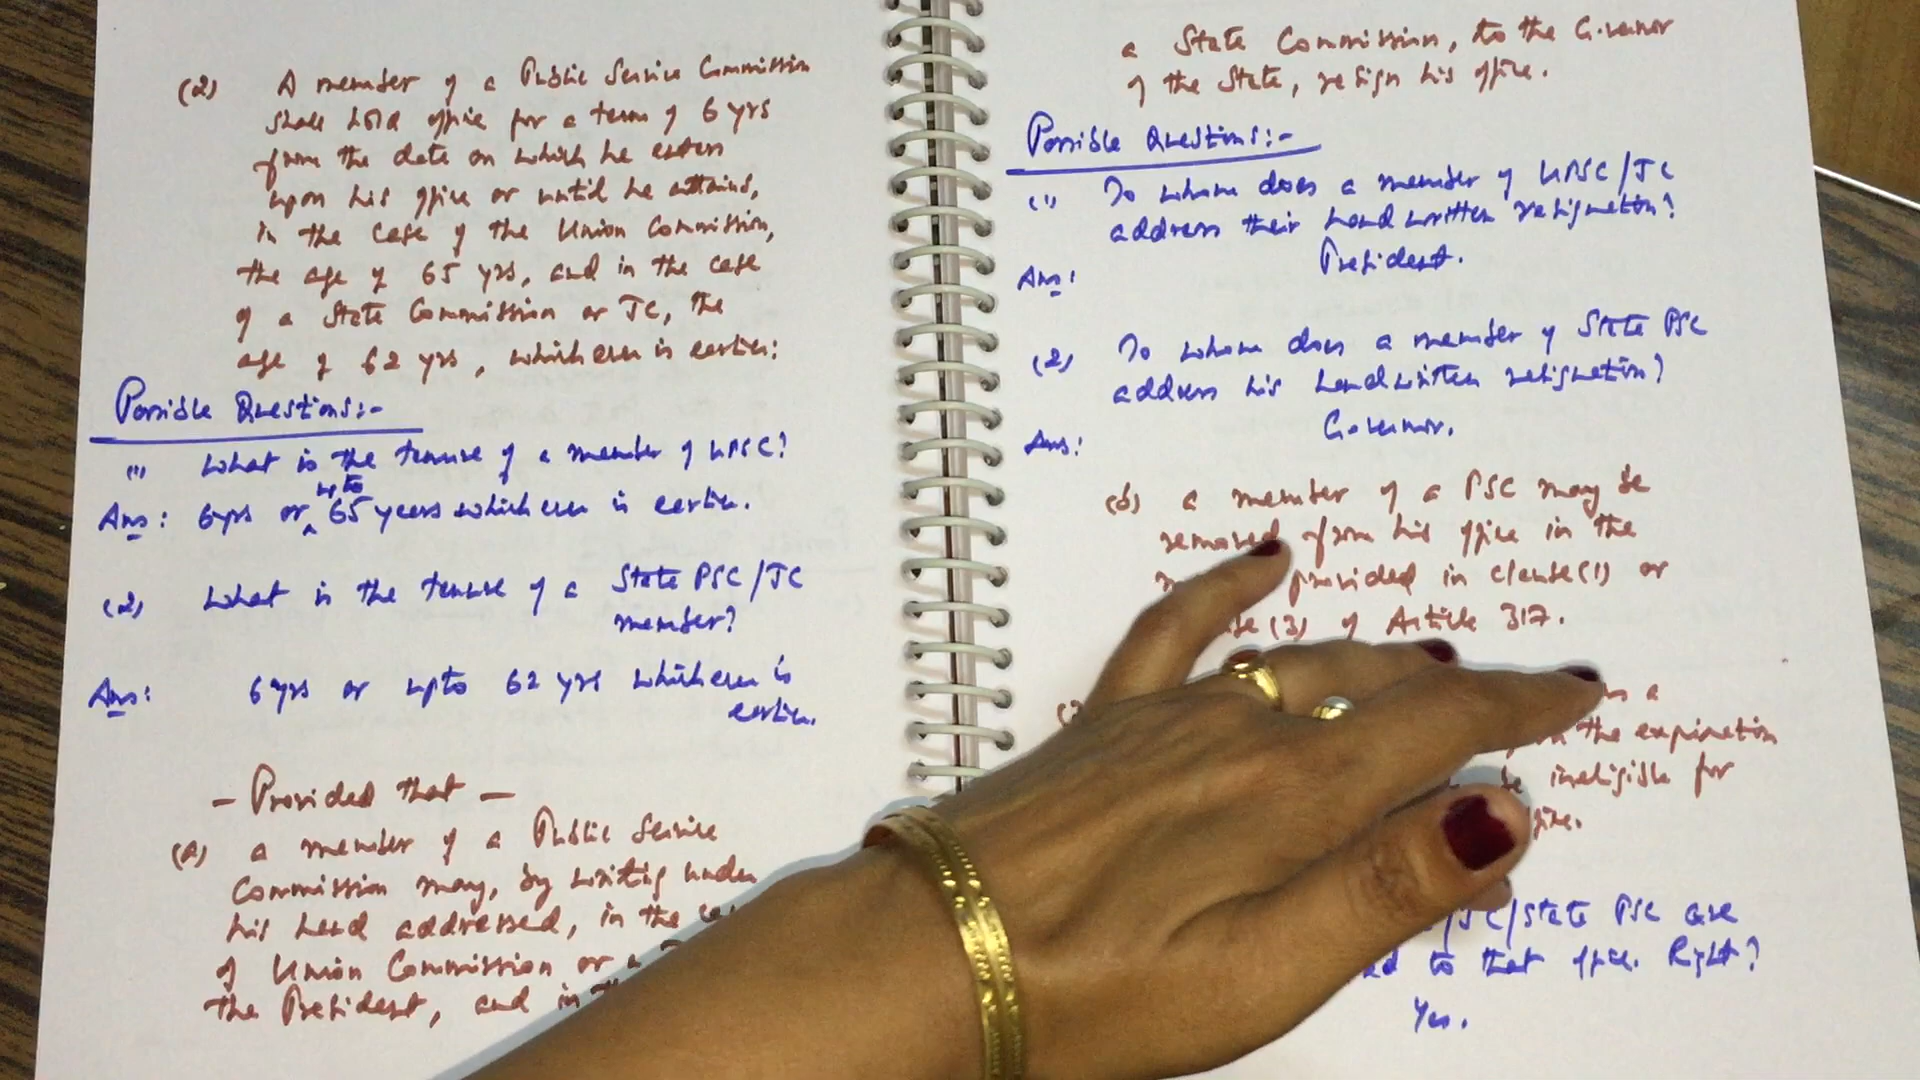 (2) A member of a Public Service Commission
shall hold office for a term of 6 yrs
from the date on which he enters
upon his office or until he attains,
in the case of the Union Commission,
the age of 65 yrs, and in the case
of a State Commission or JC, the
age of 62 yrs, whichever is earlier:
Possible Questions:-
(1) What is the tenure of a member of UPSC?
upto
Ans: 6yrs or 65 years whichever is earlier.
(2) What is the tenure of a State PSC/JC
member?
Ans: 6 yrs or upto 62 yrs whichever is
earlier.
- Provided that -
(a) a member of a Public Service
Commission may, by writing under
his hand addressed, in the
of Union Commission or a
the President, and in
a State Commission, to the Governor
of the State, resign his office.
Possible Questions:-
(1) To whom does a member of UPSC/JC
address their hand written resignation?
Ans: President.
(2) To whom does a member of State PSC
address his handwritten resignation?
Ans: Governor.
(b) a member of a PSC may be
removed from his office in the
provided in clause (1) or
(3) of Article 317.
a
the expiration
ineligible for
/JC/State PSC are
to that office. Right?
Yes.